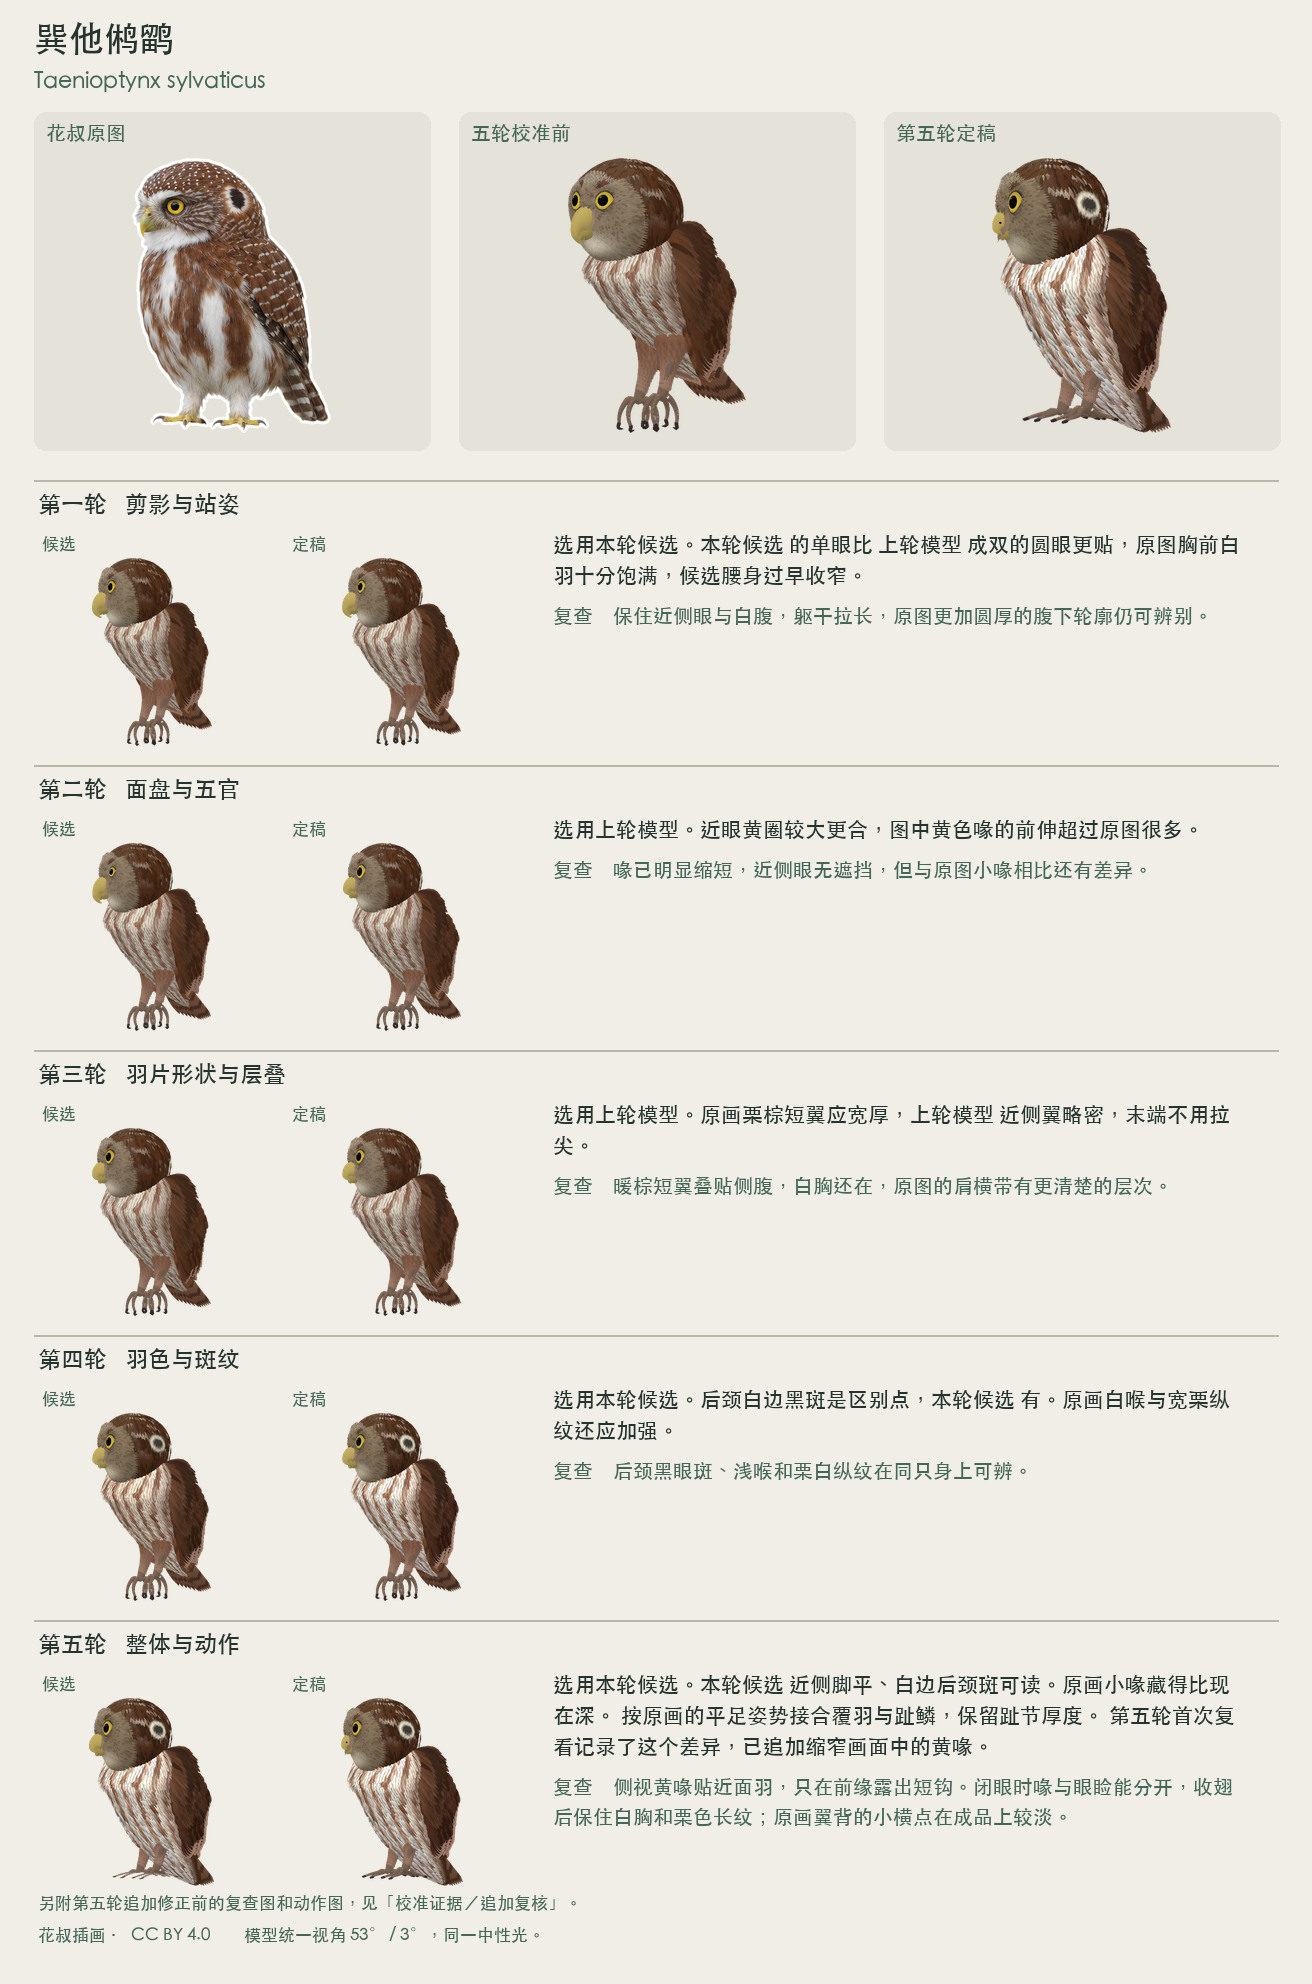 巽他鸺鹠
Taenioptynx sylvaticus
花叔原图
五轮校准前
第五轮定稿
第一轮 剪影与站姿
候选
定稿
选用本轮候选。本轮候选 的单眼比 上轮模型 成双的圆眼更贴，原图胸前白
羽十分饱满，候选腰身过早收窄。
复查 保住近侧眼与白腹，躯干拉长，原图更加圆厚的腹下轮廓仍可辨别。
第二轮 面盘与五官
候选
定稿
选用上轮模型。近眼黄圈较大更合，图中黄色喙的前伸超过原图很多。
复查 喙已明显缩短，近侧眼无遮挡，但与原图小喙相比还有差异。
第三轮 羽片形状与层叠
候选
定稿
选用上轮模型。原画栗棕短翼应宽厚，上轮模型 近侧翼略密，末端不用拉
尖。
复查 暖棕短翼叠贴侧腹，白胸还在，原图的肩横带有更清楚的层次。
第四轮 羽色与斑纹
候选
定稿
选用本轮候选。后颈白边黑斑是区别点，本轮候选 有。原画白喉与宽栗纵
纹还应加强。
复查 后颈黑眼斑、浅喉和栗白纵纹在同只身上可辨。
第五轮 整体与动作
候选
定稿
选用本轮候选。本轮候选 近侧脚平、白边后颈斑可读。原画小喙藏得比现
在深。 按原画的平足姿势接合覆羽与趾鳞，保留趾节厚度。 第五轮首次复
看记录了这个差异，已追加缩窄画面中的黄喙。
复查 侧视黄喙贴近面羽，只在前缘露出短钩。闭眼时喙与眼睑能分开，收翅
后保住白胸和栗色长纹；原画翼背的小横点在成品上较淡。
另附第五轮追加修正前的复查图和动作图，见「校准证据／追加复核」。
花叔插画 · CC BY 4.0 模型统一视角 53° / 3°，同一中性光。